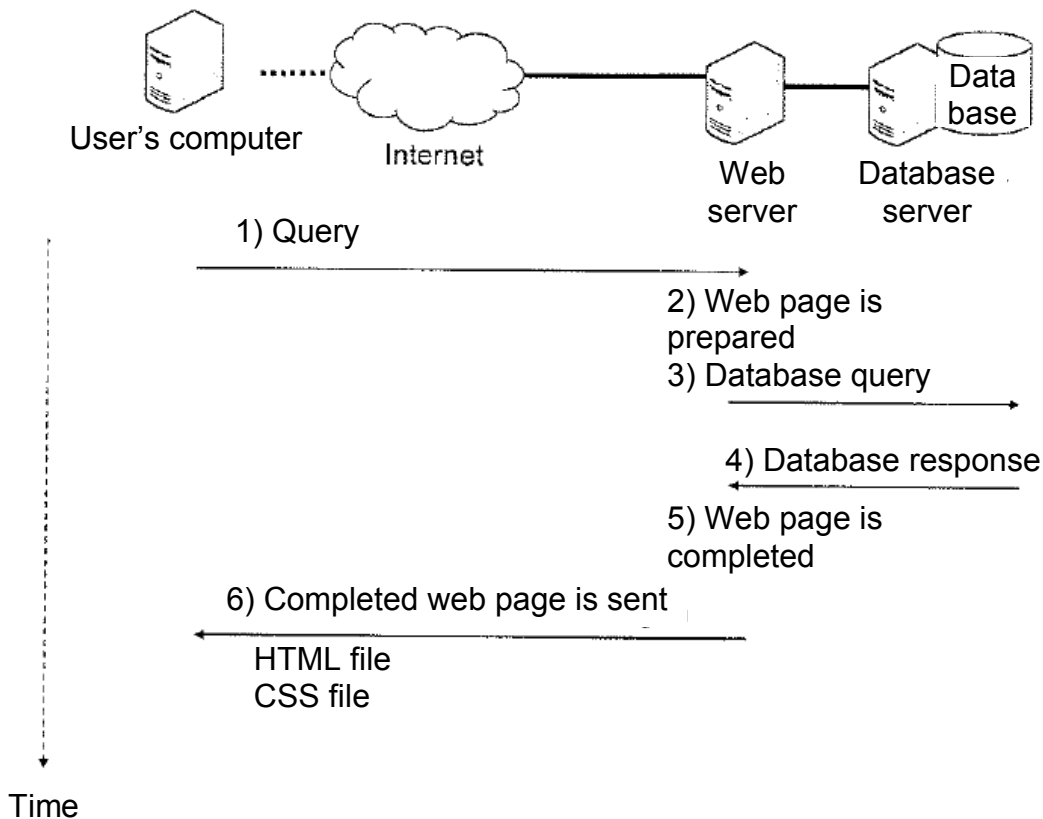 Data
base
User's computer
Internet
Web
server
Database
server
1) Query
2) Web page is
prepared
3) Database query
4) Database response
5) Web page is
completed
6) Completed web page is sent
HTML file
CSS file
Time